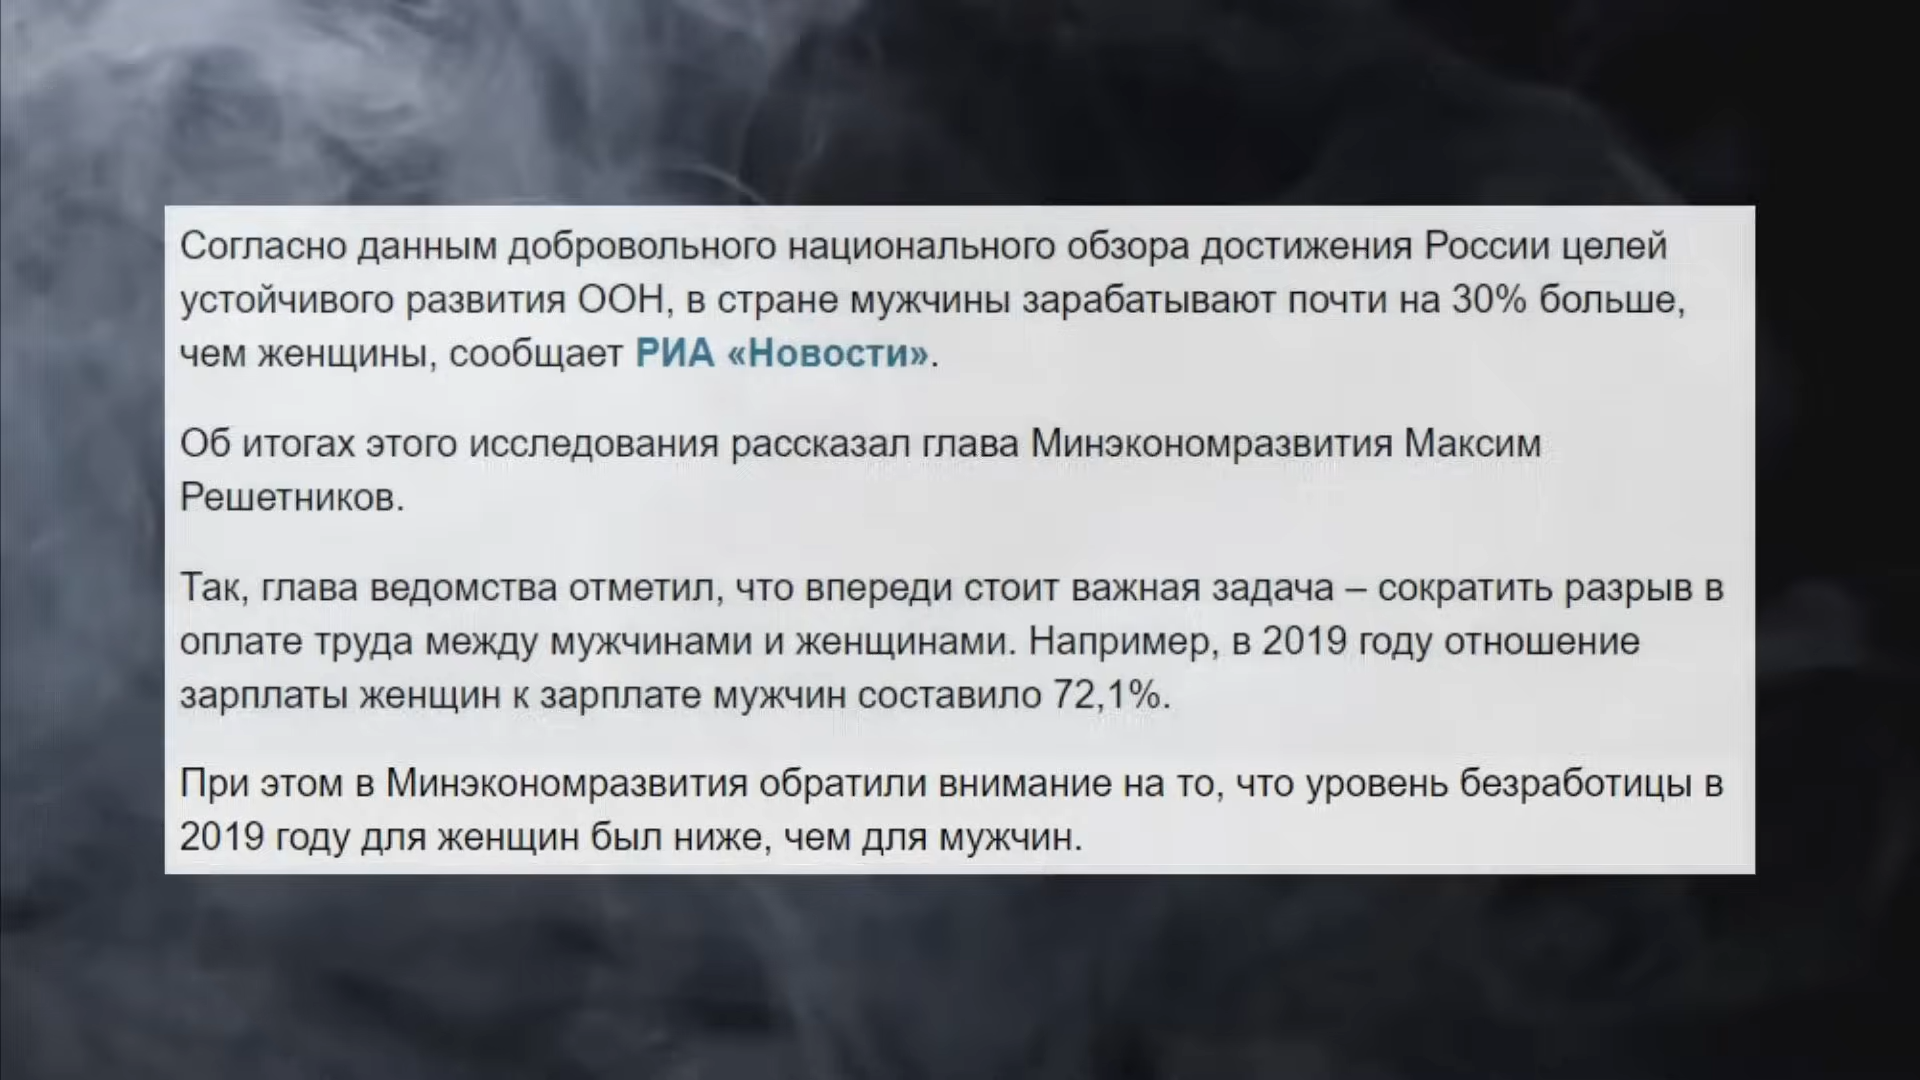 Согласно данным добровольного национального обзора достижения России целей
устойчивого развития ООН, в стране мужчины зарабатывают почти на 30% больше,
чем женщины, сообщает РИА «Новости».
Об итогах этого исследования рассказал глава Минэкономразвития Максим
Решетников.
Так, глава ведомства отметил, что впереди стоит важная задача – сократить разрыв в
оплате труда между мужчинами и женщинами. Например, в 2019 году отношение
зарплаты женщин к зарплате мужчин составило 72,1%.
При этом в Минэкономразвития обратили внимание на то, что уровень безработицы в
2019 году для женщин был ниже, чем для мужчин.